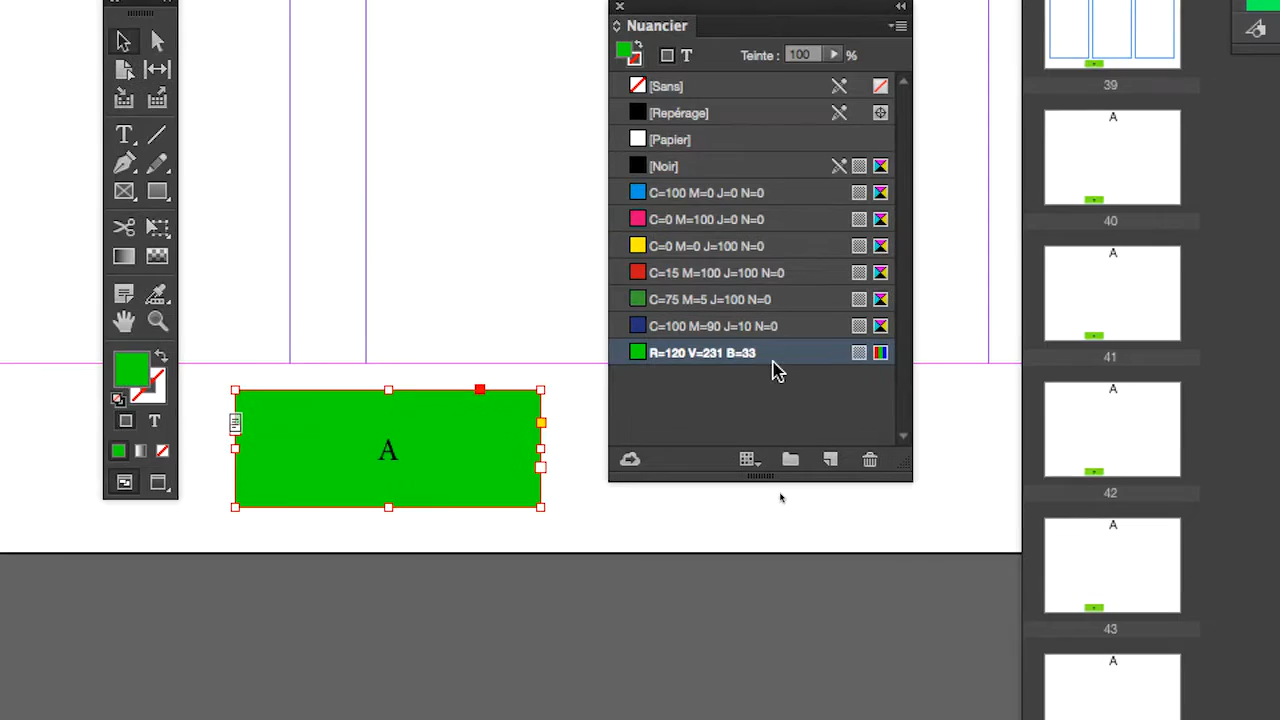 Nuancier
T
Teinte : 100 %
[Sans]
[Repérage]
[Papier]
[Noir]
C=100 M=0 J=0 N=0
C=0 M=100 J=0 N=0
C=0 M=0 J=100 N=0
C=15 M=100 J=100 N=0
C=75 M=5 J=100 N=0
C=100 M=90 J=10 N=0
R=120 V=231 B=33
T
T
A
39
A
40
A
41
A
42
A
43
A